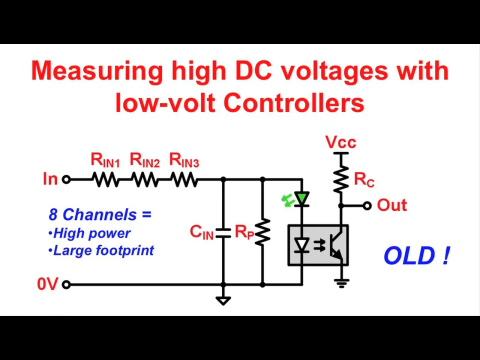 Measuring high DC voltages with
low-volt Controllers
Vcc
RIN1 RIN2 RIN3
In
RC
Out
8 Channels =
•High power
•Large footprint
CIN RP
OLD !
0V